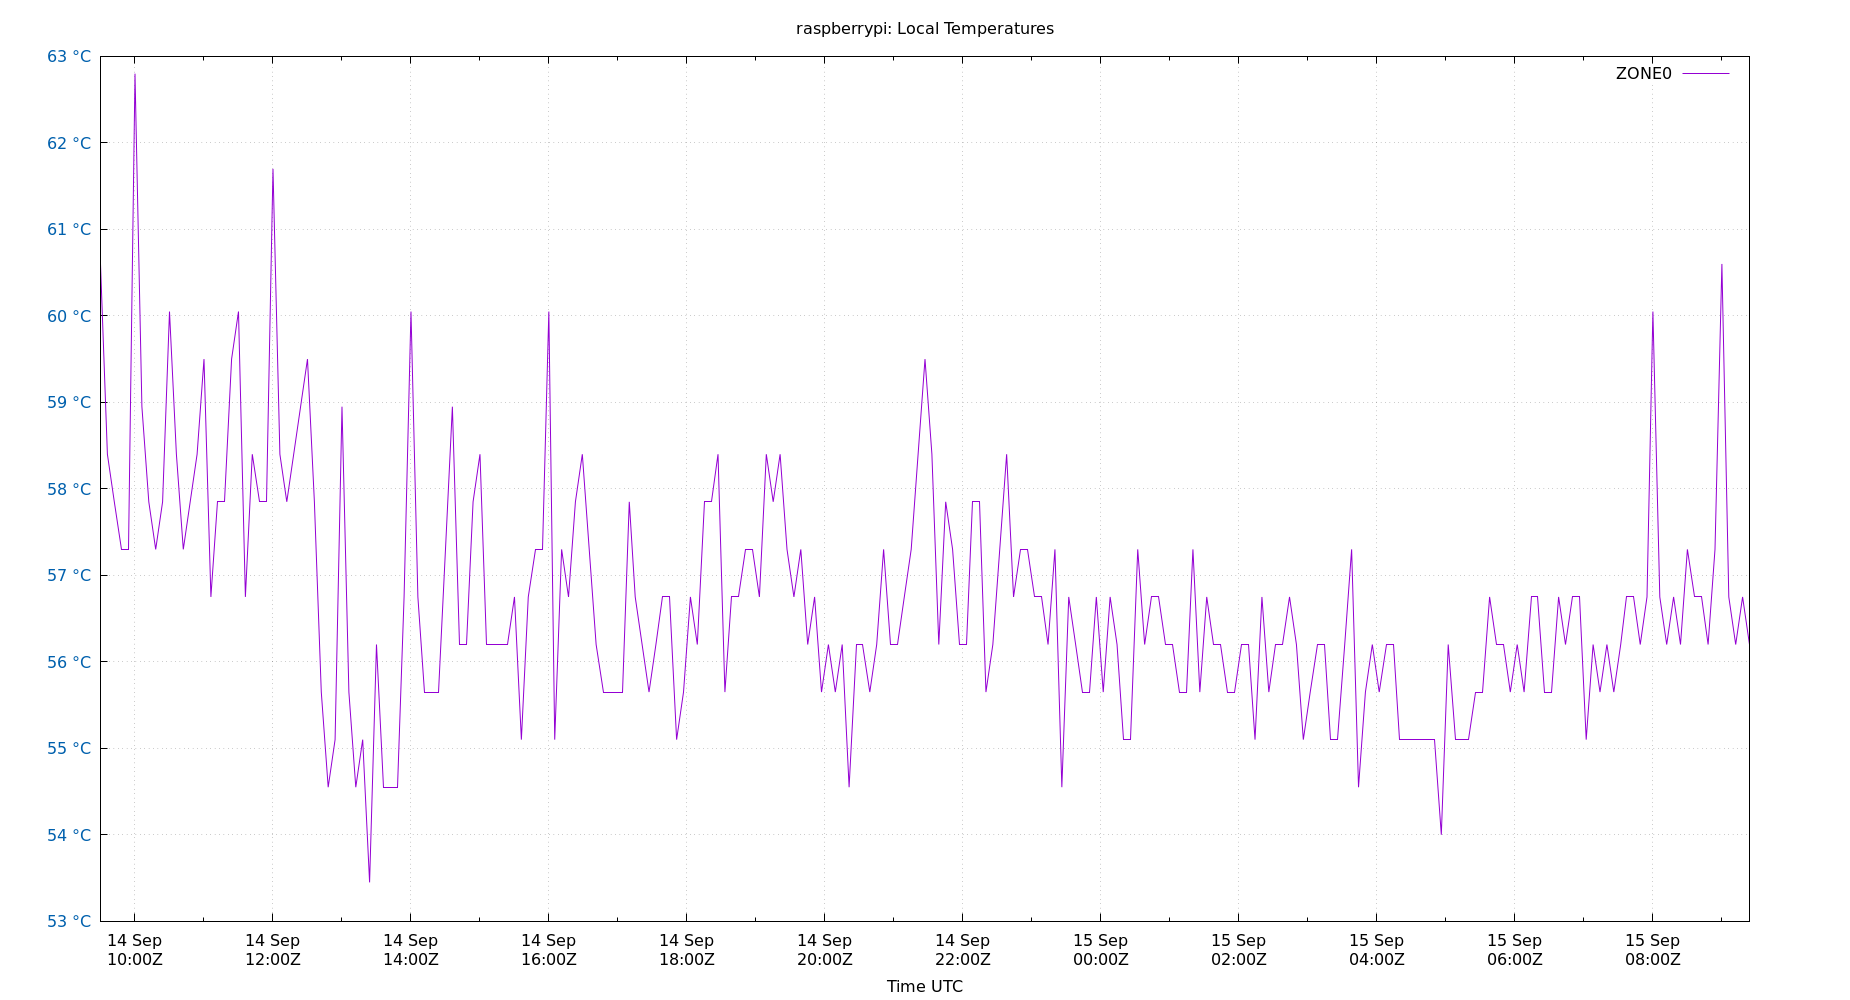 raspberrypi: Local Temperatures
63 °C
ZONE0
62 °C
61 °C
60 °C
59 °C
58 °C
57 °C
56 °C
55 °C
54 °C
53 °C
14 Sep 14 Sep 14 Sep 14 Sep 14 Sep 14 Sep 14 Sep 15 Sep 15 Sep 15 Sep 15 Sep 15 Sep
10:00Z 12:00Z 14:00Z 16:00Z 18:00Z 20:00Z 22:00Z 00:00Z 02:00Z 04:00Z 06:00Z 08:00Z
Time UTC